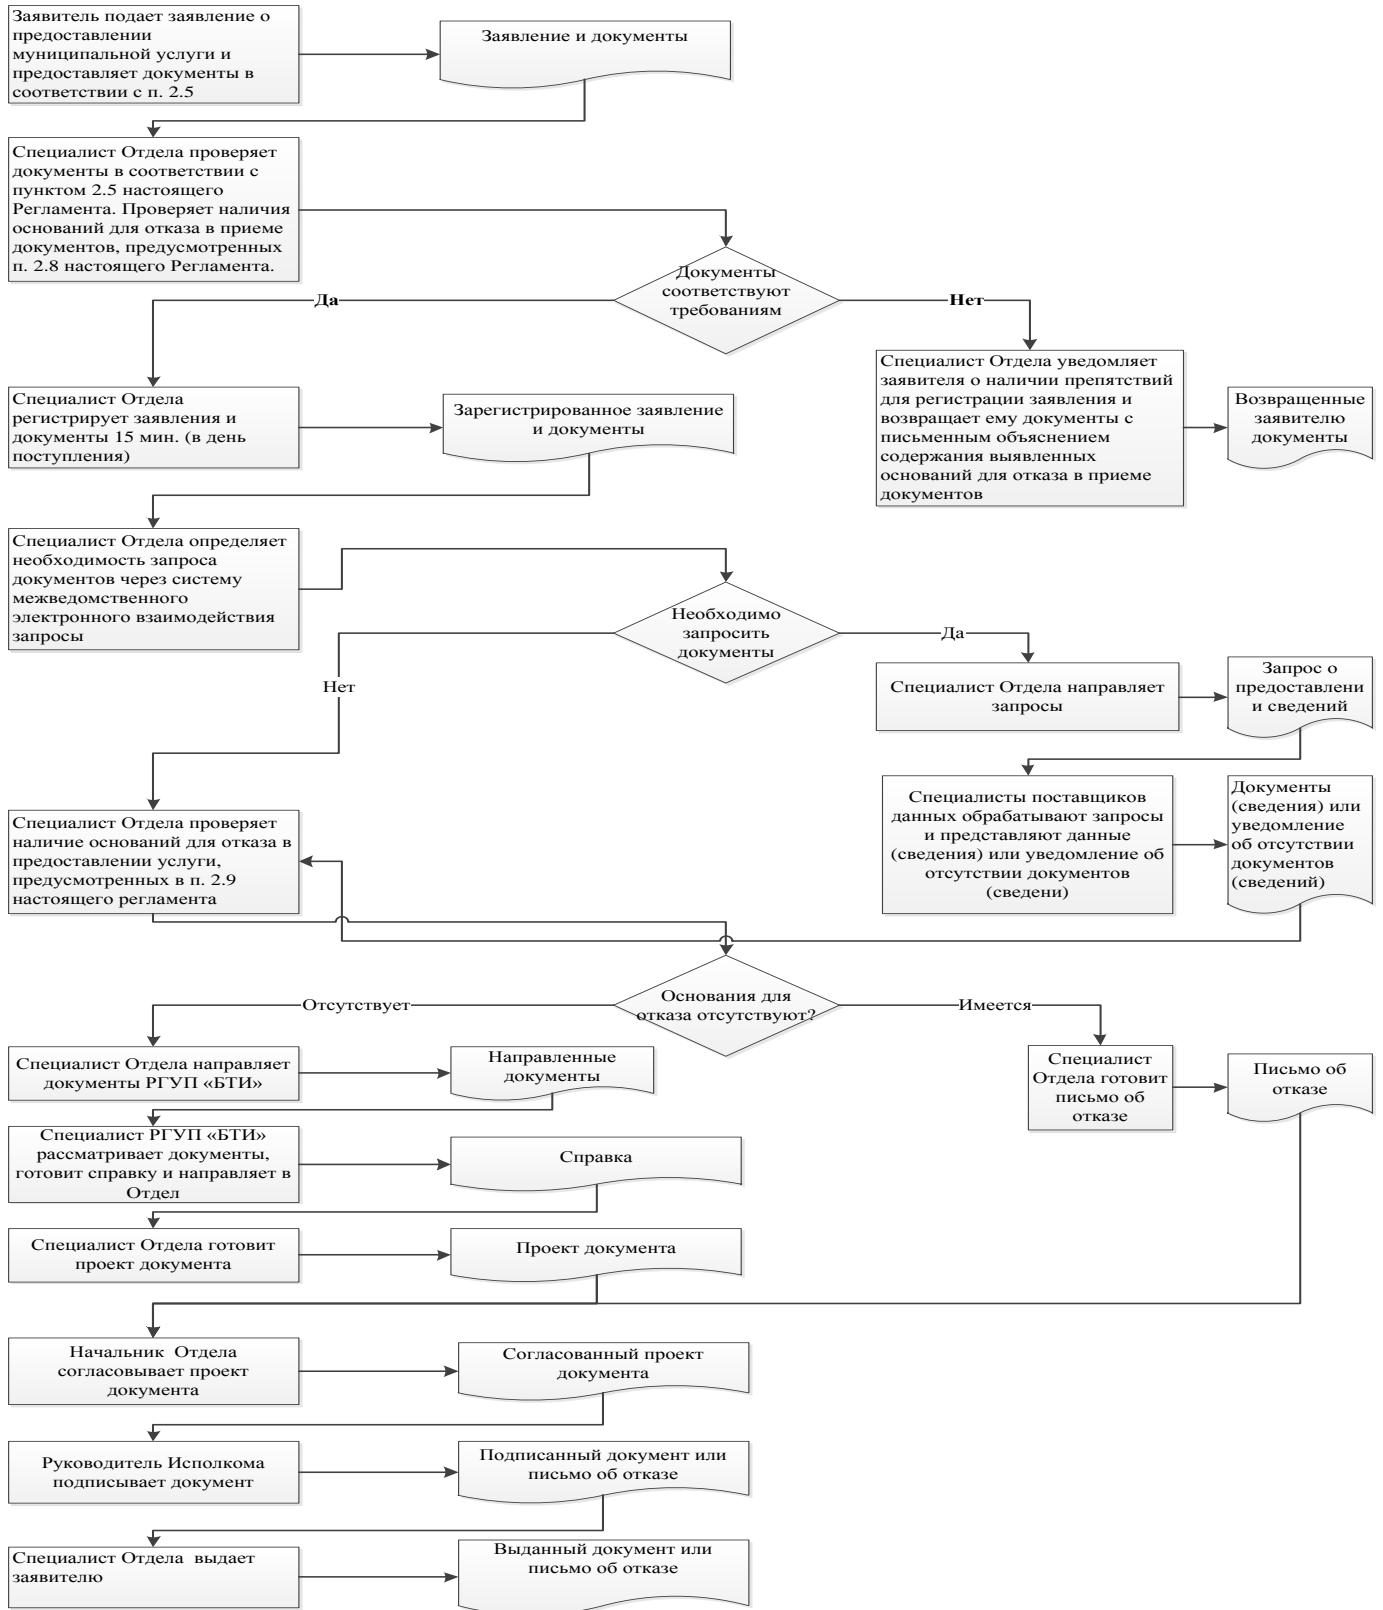 Заявитель подает заявление о
предоставлении
муниципальной услуги и
предоставляет документы в
соответствии с п. 2.5
Заявление и документы
Специалист Отдела проверяет
документы в соответствии с
пунктом 2.5 настоящего
Регламента. Проверяет наличия
оснований для отказа в приеме
документов, предусмотренных
п. 2.8 настоящего Регламента.
Документы
соответствуют
требованиям
Да
Нет
Специалист Отдела
регистрирует заявления и
документы 15 мин. (в день
поступления)
Зарегистрированное заявление
и документы
Специалист Отдела уведомляет
заявителя о наличии препятствий
для регистрации заявления и
возвращает ему документы с
письменным объяснением
содержания выявленных
оснований для отказа в приеме
документов
Возвращенные
заявителю
документы
Специалист Отдела определяет
необходимость запроса
документов через систему
межведомственного
электронного взаимодействия
запросы
Необходимо
запросить
документы
Да
Нет
Специалист Отдела направляет
запросы
Запрос о
предоставлени
и сведений
Специалисты поставщиков
данных обрабатывают запросы
и представляют данные
(сведения) или уведомление об
отсутствии документов
(сведени)
Документы
(сведения) или
уведомление
об отсутствии
документов
(сведений)
Специалист Отдела проверяет
наличие оснований для отказа в
предоставлении услуги,
предусмотренных в п. 2.9
настоящего регламента
Основания для
отказа отсутствуют?
Отсутствует
Имеется
Специалист Отдела направляет
документы РГУП «БТИ»
Направленные
документы
Специалист
Отдела готовит
письмо об
отказе
Письмо об
отказе
Специалист РГУП «БТИ»
рассматривает документы,
готовит справку и направляет в
Отдел
Справка
Специалист Отдела готовит
проект документа
Проект документа
Начальник  Отдела
согласовывает проект
документа
Согласованный проект
документа
Руководитель Исполкома
подписывает документ
Подписанный документ или
письмо об отказе
Специалист Отдела  выдает
заявителю
Выданный документ или
письмо об отказе